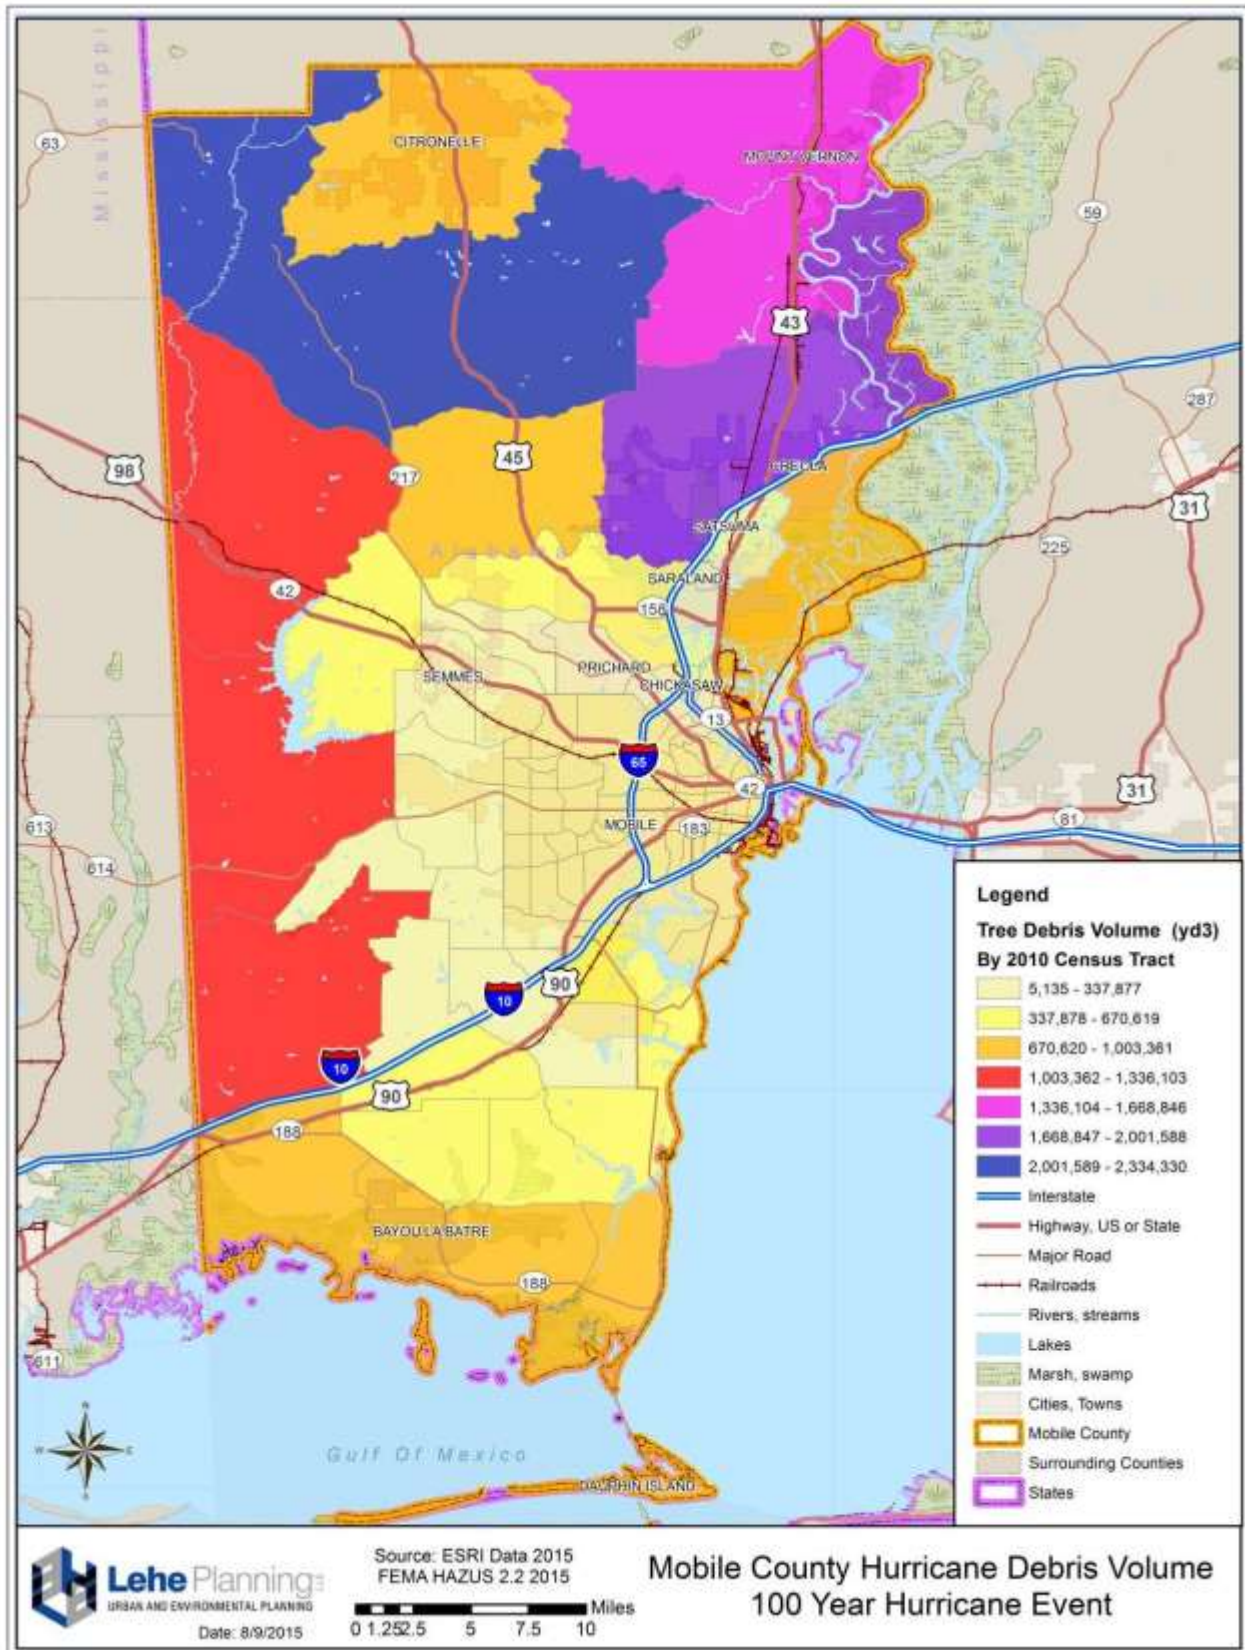 Mississippi
63
CITRONELLE
MOUNT VERNON
59
43
287
98
45
217
CREOLA
31
SATSUMA
Alabama
225
SARALAND
42
158
PRICHARD
SEMMES
CHICKASAW
13
65
42
31
613
MOBILE
183
81
614
90
10
10
90
188
BAYOU LA BATRE
188
611
N
W
E
S
Gulf Of Mexico
DAUPHIN ISLAND
Legend
Tree Debris Volume (yd3)
By 2010 Census Tract
5,135 - 337,877
337,878 - 670,619
670,620 - 1,003,361
1,003,362 - 1,336,103
1,336,104 - 1,668,846
1,668,847 - 2,001,588
2,001,589 - 2,334,330
Interstate
Highway, US or State
Major Road
Railroads
Rivers, streams
Lakes
Marsh, swamp
Cities, Towns
Mobile County
Surrounding Counties
States
Lehe Planning
URBAN AND ENVIRONMENTAL PLANNING
Date: 8/9/2015
Source: ESRI Data 2015
FEMA HAZUS 2.2 2015
Miles
0 1.252.5 5 7.5 10
Mobile County Hurricane Debris Volume
100 Year Hurricane Event